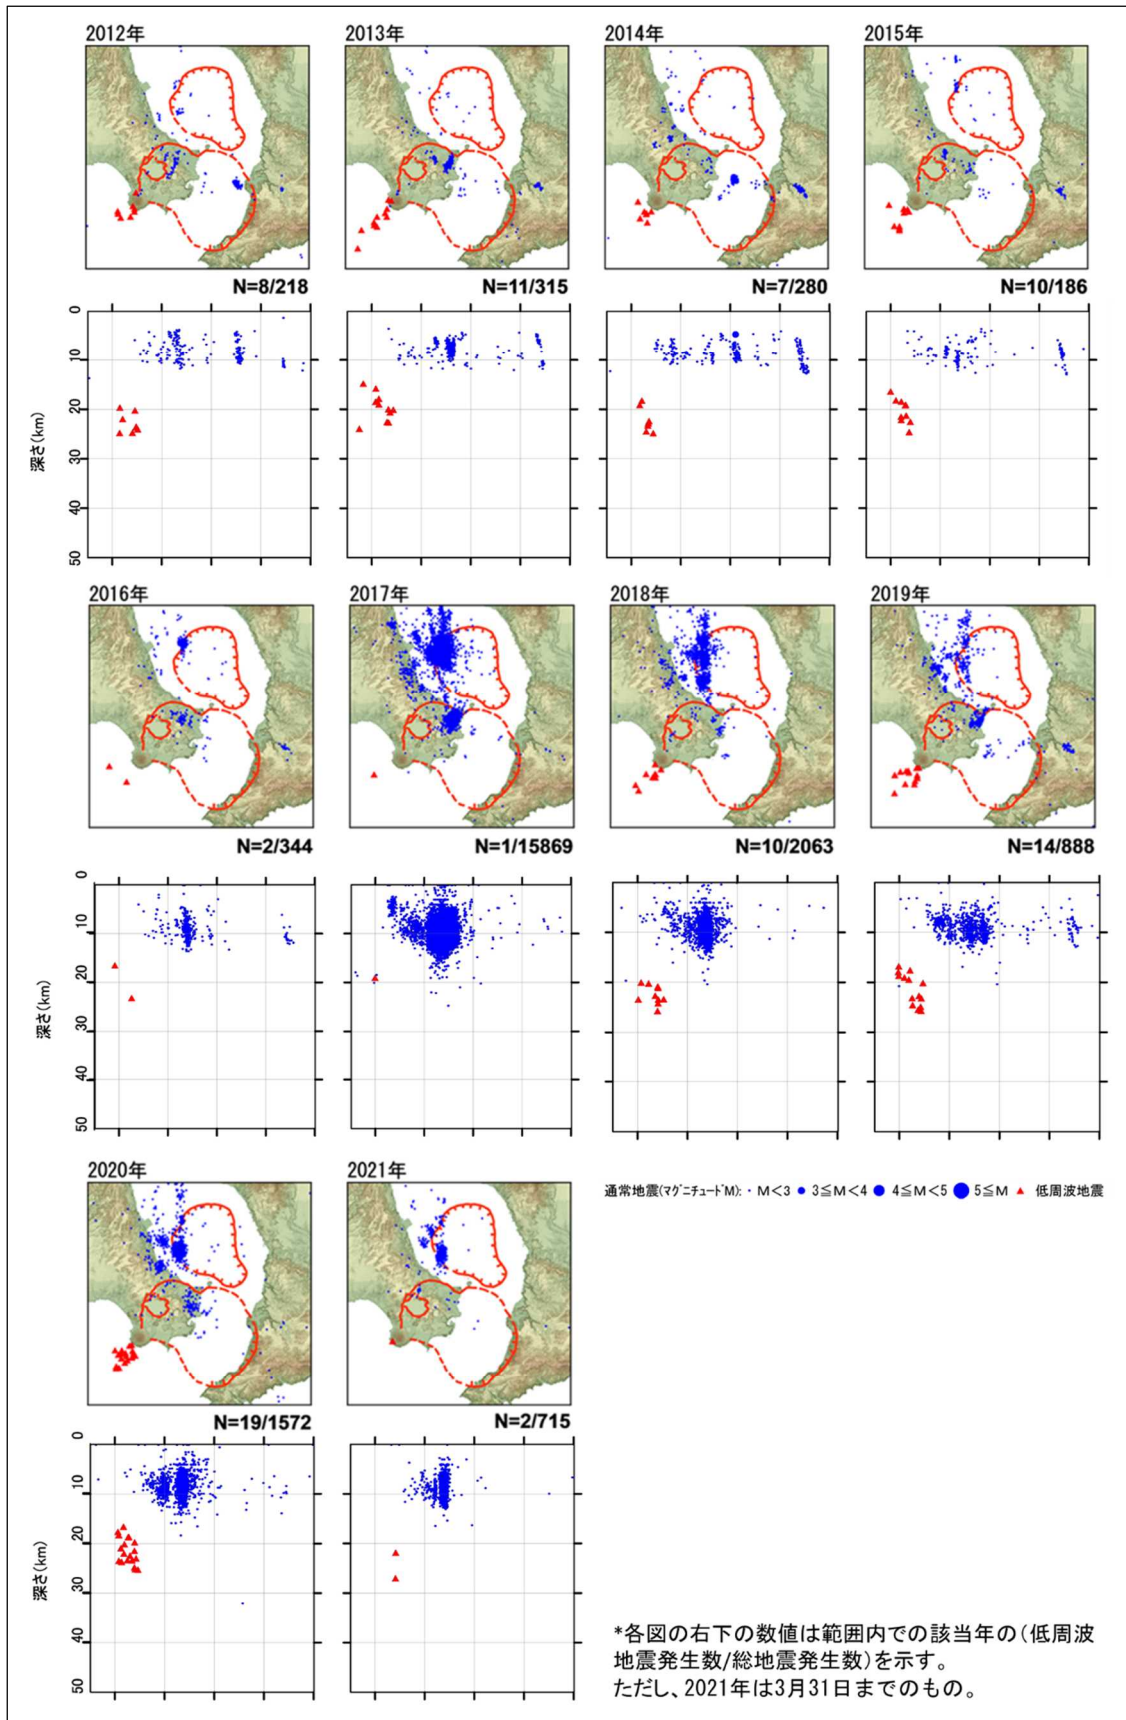 2012年
2013年
2014年
2015年
N=8/218
N=11/315
N=7/280
N=10/186
0
10
20
30
40
50
深さ(km)
2016年
2017年
2018年
2019年
N=2/344
N=1/15869
N=10/2063
N=14/888
0
10
20
30
40
50
深さ(km)
2020年
2021年
通常地震(マグニチュードM): ・ M<3 ● 3≦M<4 ● 4≦M<5 ● 5≦M ▲ 低周波地震
N=19/1572
N=2/715
0
10
20
30
40
50
深さ(km)
*各図の右下の数値は範囲内での該当年の(低周波
地震発生数/総地震発生数)を示す。
ただし、2021年は3月31日までのもの。